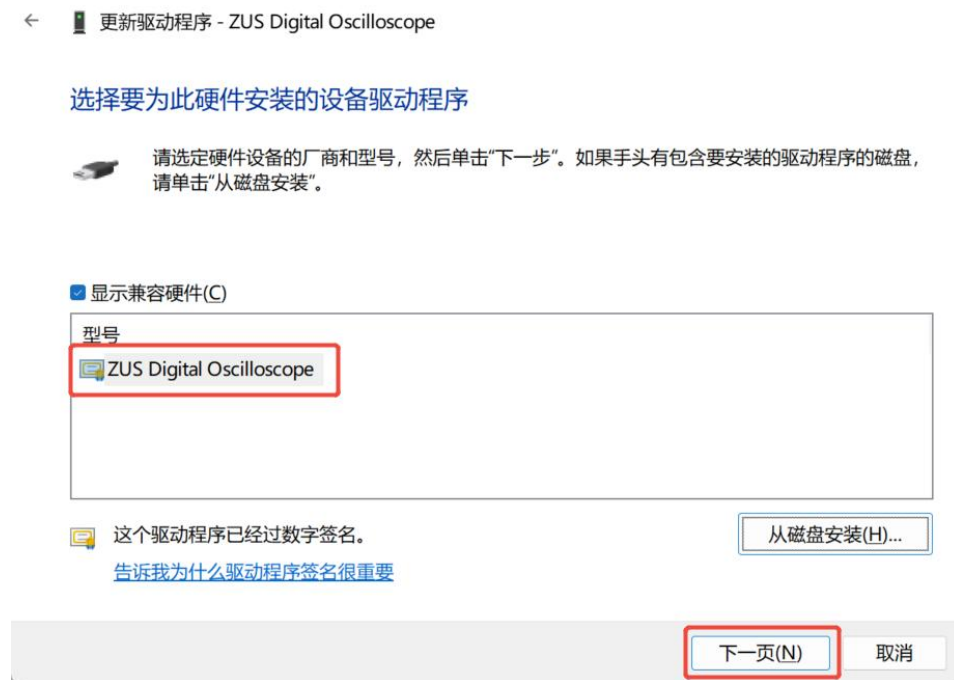 更新驱动程序 - ZUS Digital Oscilloscope
选择要为此硬件安装的设备驱动程序
请选定硬件设备的厂商和型号，然后单击“下一步”。如果手头有包含要安装的驱动程序的磁盘，
请单击“从磁盘安装”。
显示兼容硬件(C)
型号
ZUS Digital Oscilloscope
这个驱动程序已经过数字签名。
从磁盘安装(H)...
告诉我为什么驱动程序签名很重要
下一页(N)
取消